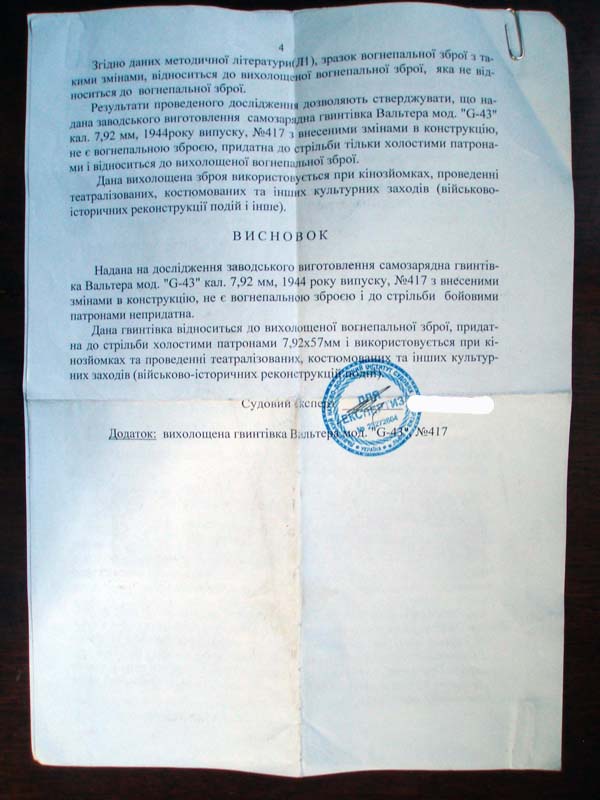 4
Згідно даних методичної літератури(Л1), зразок вогнепальної зброї з та-
кими змінами, відноситься до вихолощеної вогнепальної зброї, яка не від-
носиться до вогнепальної зброї.
Результати проведеного дослідження дозволяють стверджувати, що на-
дана заводського виготовлення самозарядна гвинтівка Вальтера мод. "G-43"
кал. 7,92 мм, 1944року випуску, №417 з внесеними змінами в конструкцію,
не є вогнепальною зброєю, придатна до стрільби тільки холостими патрона-
ми і відноситься до вихолощеної вогнепальної зброї.
Дана вихолощена зброя використовується при кінозйомках, проведенні
театралізованих, костюмованих та інших культурних заходів (військово-
історичних реконструкції подій і інше).
ВИСНОВОК
Надана на дослідження заводського виготовлення самозарядна гвинтів-
ка Вальтера мод. "G-43" кал. 7,92 мм, 1944 року випуску, №417 з внесеними
змінами в конструкцію, не є вогнепальною зброєю і до стрільби бойовими
патронами непридатна.
Дана гвинтівка відноситься до вихолощеної вогнепальної зброї, придат-
на до стрільби холостими патронами 7,92х57мм і використовується при кі-
нозйомках та проведенні театралізованих, костюмованих та інших культур-
них заходів (військово-історичних реконструкцій подій).
Судовий експерт
ДЛЯ
ЕКСПЕРТИЗ
УКРАЇНА
Додаток: вихолощена гвинтівка Вальтера мод. "G-43", №417